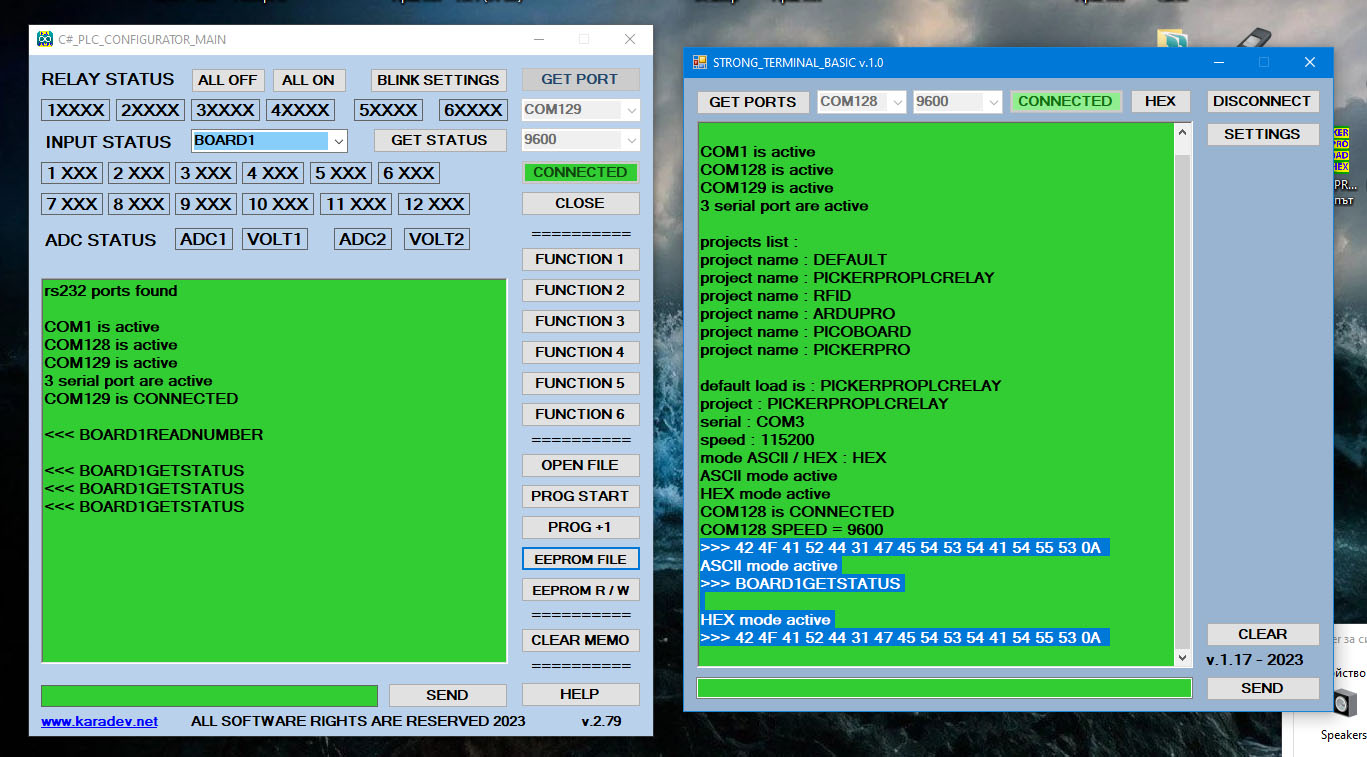 C#_PLC_CONFIGURATOR_MAIN
RELAY STATUS ALL OFF ALL ON BLINK SETTINGS GET PORT
1XXXX 2XXXX 3XXXX 4XXXX 5XXXX 6XXXX COM129
INPUT STATUS BOARD1 GET STATUS 9600
1 XXX 2 XXX 3 XXX 4 XXX 5 XXX 6 XXX CONNECTED
7 XXX 8 XXX 9 XXX 10 XXX 11 XXX 12 XXX CLOSE
==========
ADC STATUS ADC1 VOLT1 ADC2 VOLT2
FUNCTION 1
FUNCTION 2
FUNCTION 3
FUNCTION 4
FUNCTION 5
FUNCTION 6
==========
OPEN FILE
PROG START
PROG +1
EEPROM FILE
EEPROM R / W
==========
CLEAR MEMO
==========
HELP
rs232 ports found
COM1 is active
COM128 is active
COM129 is active
3 serial port are active
COM129 is CONNECTED
<<< BOARD1READNUMBER
<<< BOARD1GETSTATUS
<<< BOARD1GETSTATUS
<<< BOARD1GETSTATUS
SEND
www.karadev.net ALL SOFTWARE RIGHTS ARE RESERVED 2023 v.2.79
STRONG_TERMINAL_BASIC v.1.0
GET PORTS COM128 9600 CONNECTED HEX DISCONNECT
SETTINGS
COM1 is active
COM128 is active
COM129 is active
3 serial port are active
projects list :
project name : DEFAULT
project name : PICKERPROPLCRELAY
project name : RFID
project name : ARDUPRO
project name : PICOBOARD
project name : PICKERPRO
default load is : PICKERPROPLCRELAY
project : PICKERPROPLCRELAY
serial : COM3
speed : 115200
mode ASCII / HEX : HEX
ASCII mode active
HEX mode active
COM128 is CONNECTED
COM128 SPEED = 9600
>>> 42 4F 41 52 44 31 47 45 54 53 54 41 54 55 53 0A
ASCII mode active
>>> BOARD1GETSTATUS
HEX mode active
>>> 42 4F 41 52 44 31 47 45 54 53 54 41 54 55 53 0A
CLEAR
v.1.17 - 2023
SEND
Speakers